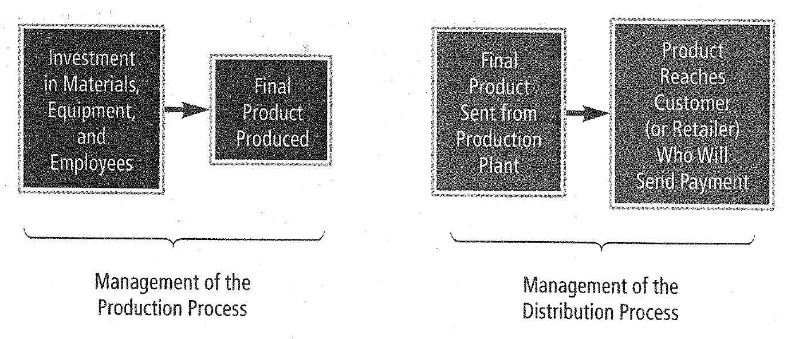 Investment
in Materials,
Equipment,
and
Employees
Final
Product
Produced
Management of the
Production Process
Final
Product
Sent from
Production
Plant
Product
Reaches
Customer
(or Retailer)
Who Will
Send Payment
Management of the
Distribution Process